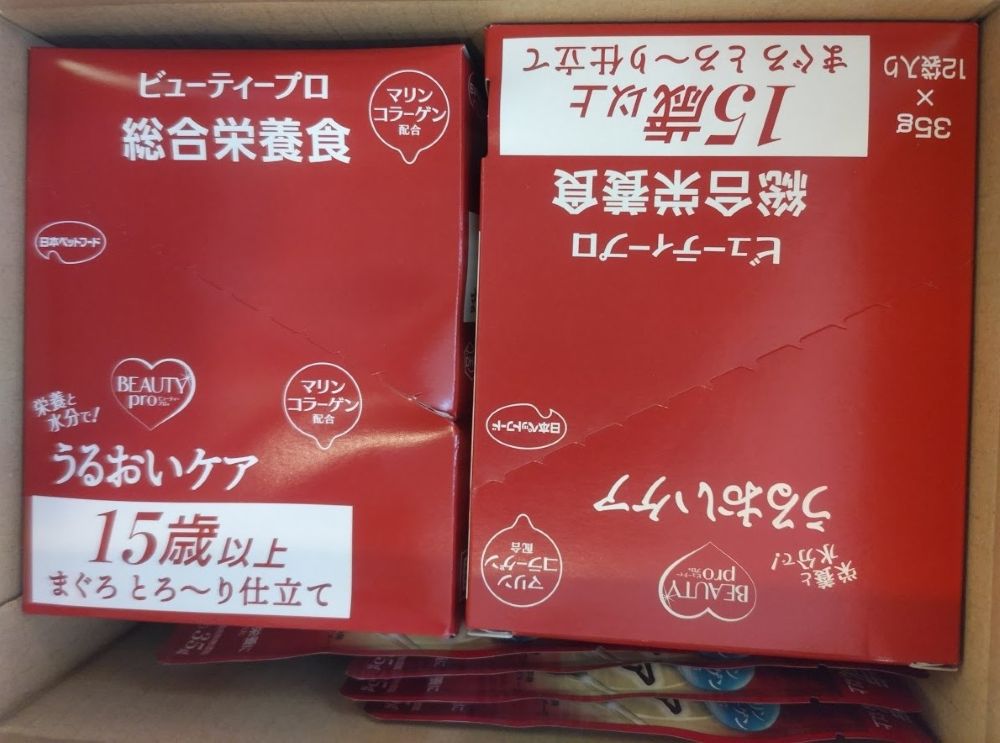 ビューティープロ
総合栄養食
マリン
コラーゲン
配合
日本ペットフード
BEAUTY
pro
マリン
コラーゲン
配合
栄養と
水分で!
うるおいケア
15歳以上
まぐろ とろ〜り仕立て
35g
×
12袋入り
15歳以上
まぐろ とろ〜り仕立て
総合栄養食
ビューティープロ
日本ペットフード
うるおいケア
栄養と
水分で!
BEAUTY
pro
マリン
コラーゲン
配合